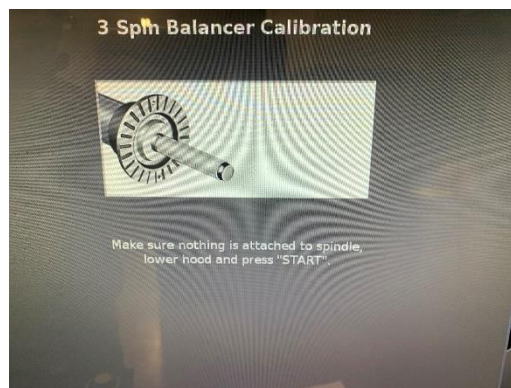 3 Spin Balancer Calibration
Make sure nothing is attached to spindle,
lower hood and press "START".